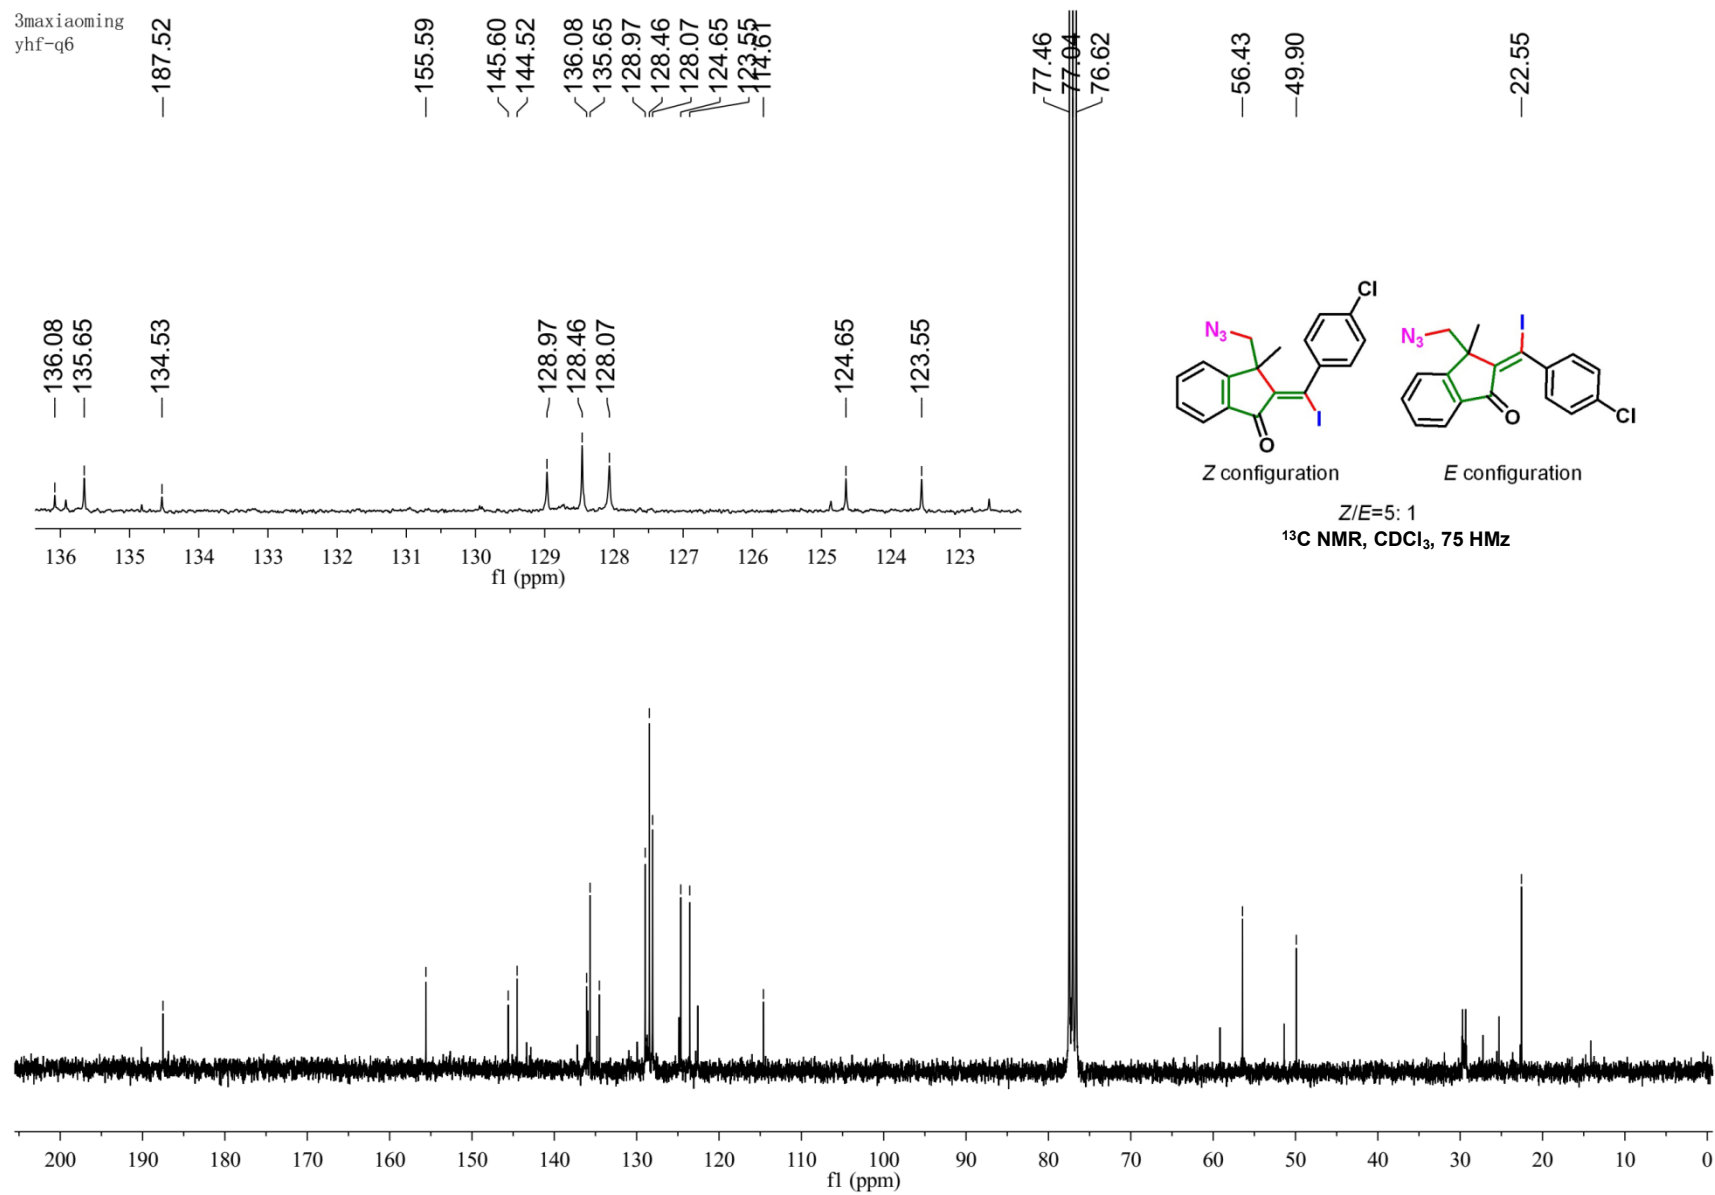 3maxiaoming
yhf-q6
187.52
155.59
145.60
144.52
136.08
135.65
128.97
128.46
128.07
124.65
123.55
114.61
77.46
77.04
76.62
56.43
49.90
22.55
136.08
135.65
134.53
128.97
128.46
128.07
124.65
123.55
136 135 134 133 132 131 130 129 128 127 126 125 124 123
f1 (ppm)
Cl
N3
I
O
Z configuration
I
N3
O
Cl
E configuration
Z/E=5: 1
13C NMR, CDCl3, 75 HMz
200 190 180 170 160 150 140 130 120 110 100 90 80 70 60 50 40 30 20 10 0
f1 (ppm)